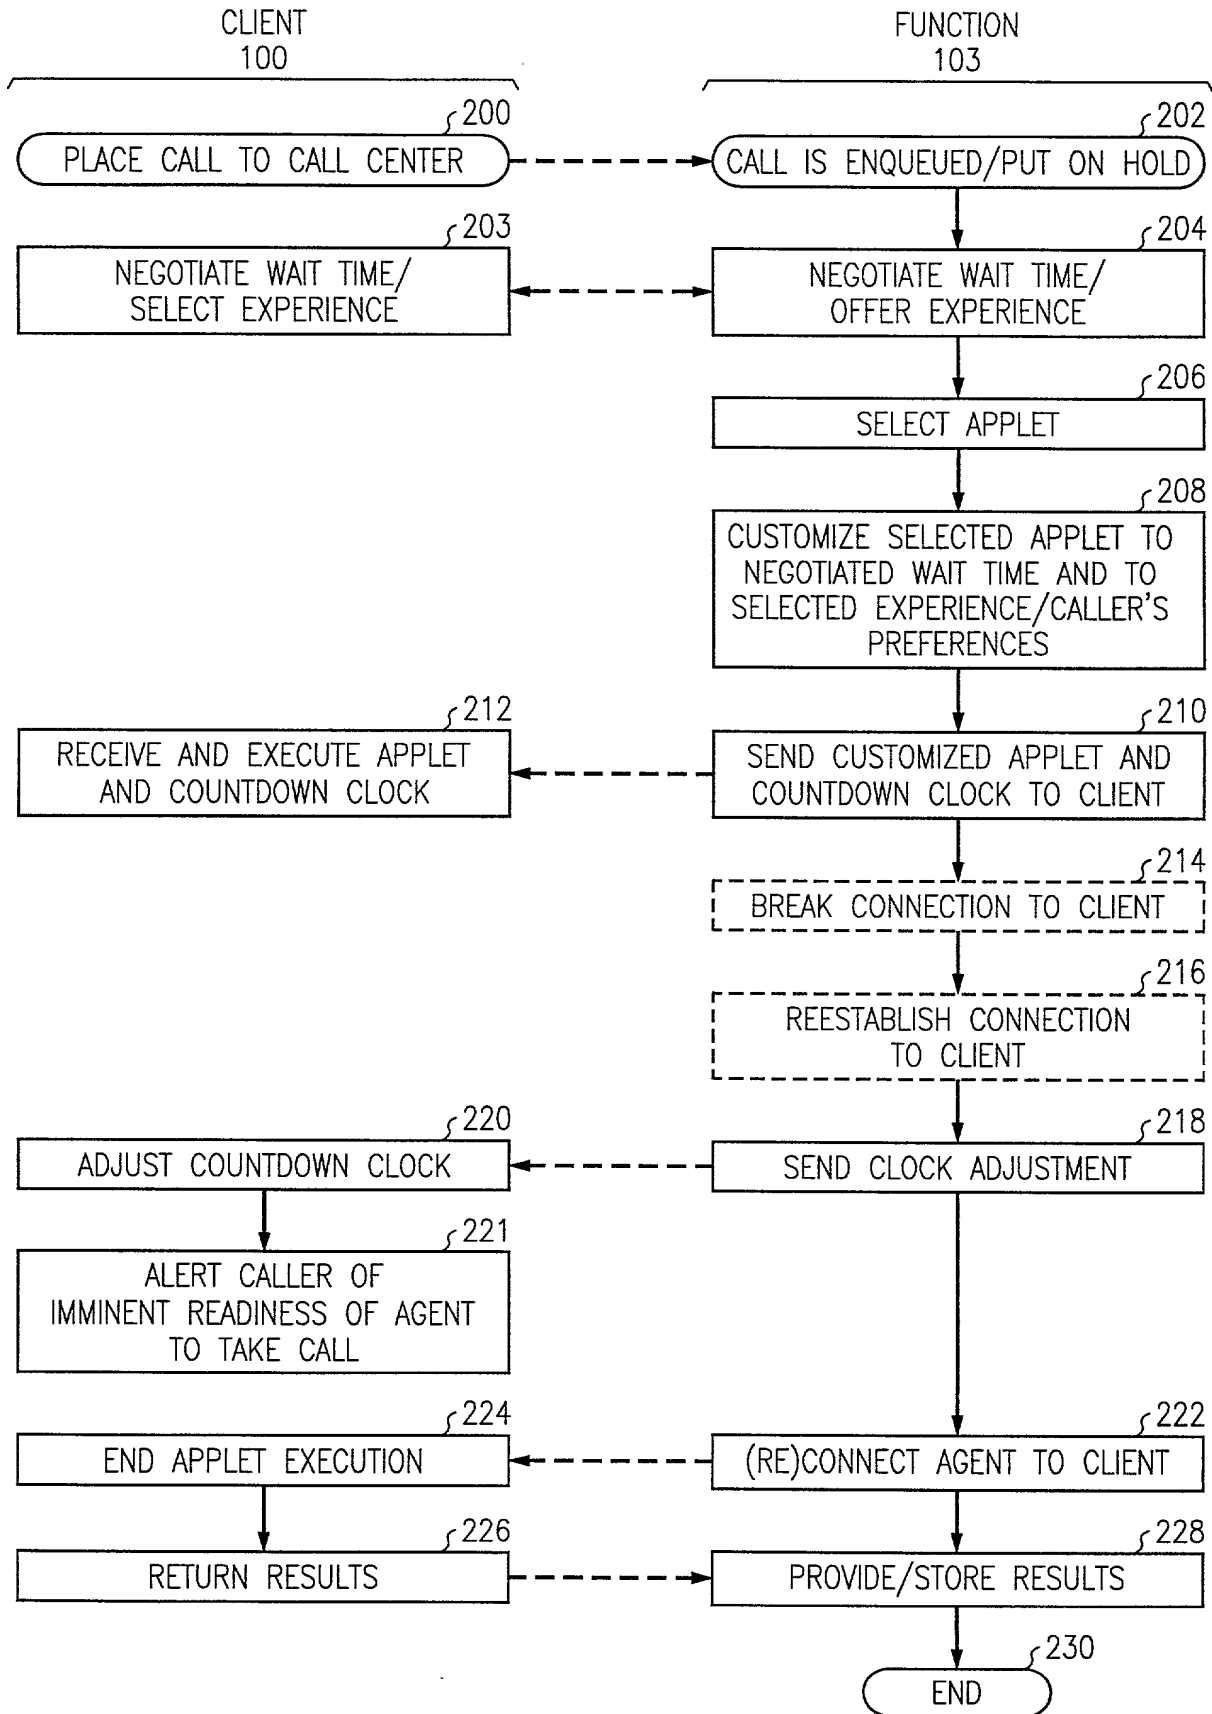 CLIENT
100
FUNCTION
103
200
PLACE CALL TO CALL CENTER
202
CALL IS ENQUEUED/PUT ON HOLD
203
NEGOTIATE WAIT TIME/
SELECT EXPERIENCE
204
NEGOTIATE WAIT TIME/
OFFER EXPERIENCE
206
SELECT APPLET
208
CUSTOMIZE SELECTED APPLET TO
NEGOTIATED WAIT TIME AND TO
SELECTED EXPERIENCE/CALLER'S
PREFERENCES
212
RECEIVE AND EXECUTE APPLET
AND COUNTDOWN CLOCK
210
SEND CUSTOMIZED APPLET AND
COUNTDOWN CLOCK TO CLIENT
214
BREAK CONNECTION TO CLIENT
216
REESTABLISH CONNECTION
TO CLIENT
220
ADJUST COUNTDOWN CLOCK
218
SEND CLOCK ADJUSTMENT
221
ALERT CALLER OF
IMMINENT READINESS OF AGENT
TO TAKE CALL
224
END APPLET EXECUTION
222
(RE)CONNECT AGENT TO CLIENT
226
RETURN RESULTS
228
PROVIDE/STORE RESULTS
230
END